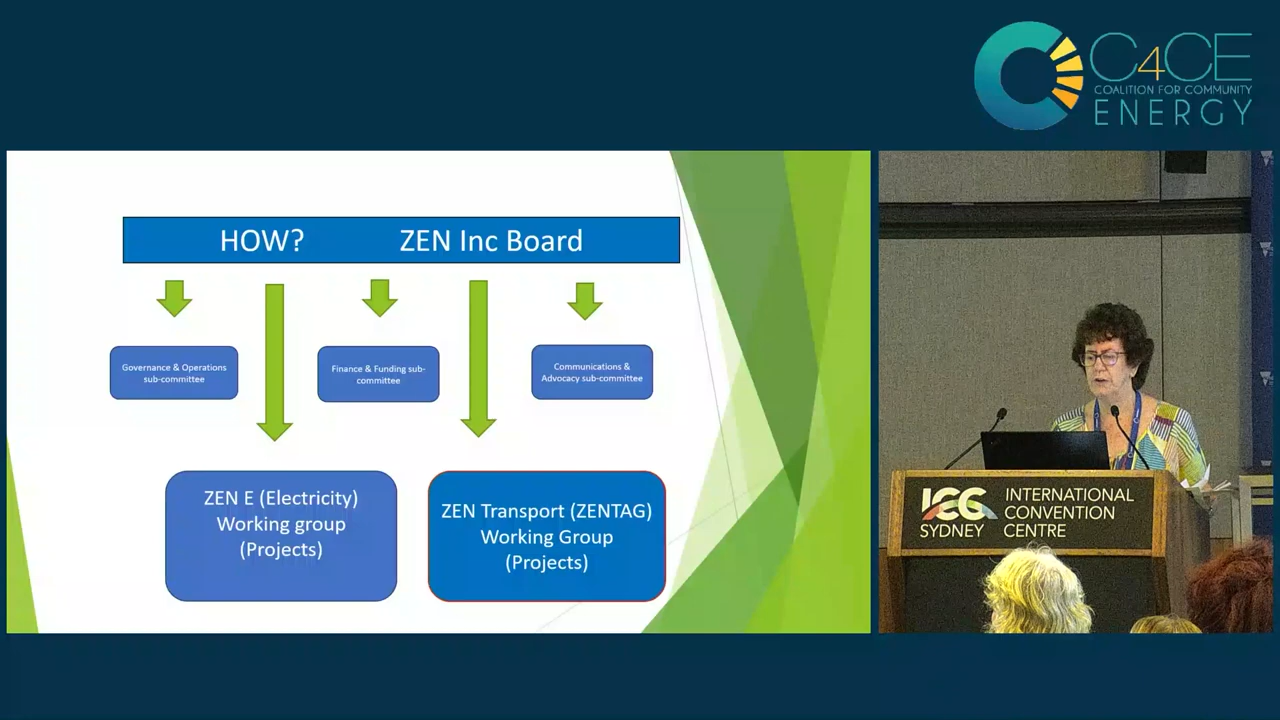 C4CE
COALITION FOR COMMUNITY
ENERGY
HOW? ZEN Inc Board
Governance & Operations
sub-committee
Finance & Funding sub-
committee
Communications &
Advocacy sub-committee
ZEN E (Electricity)
Working group
(Projects)
ZEN Transport (ZENTAG)
Working Group
(Projects)
ICC
SYDNEY
INTERNATIONAL
CONVENTION
CENTRE